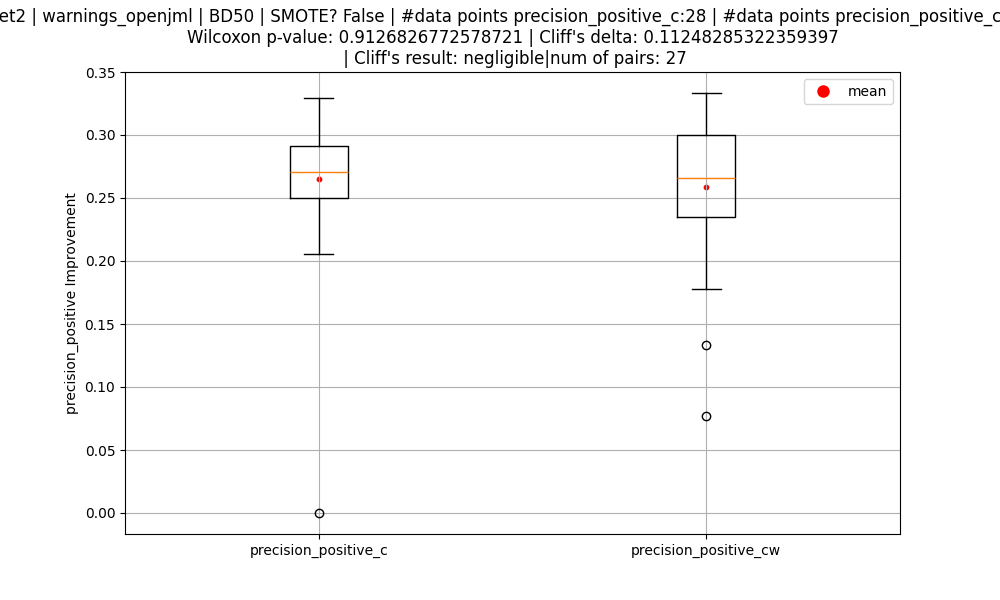 et2 | warnings_openjml | BD50 | SMOTE? False | #data points precision_positive_c:28 | #data points precision_positive_c
Wilcoxon p-value: 0.9126826772578721 | Cliff's delta: 0.11248285322359397
| Cliff's result: negligible|num of pairs: 27
mean
0.35
0.30
0.25
0.20
0.15
0.10
0.05
0.00
precision_positive Improvement
precision_positive_c
precision_positive_cw